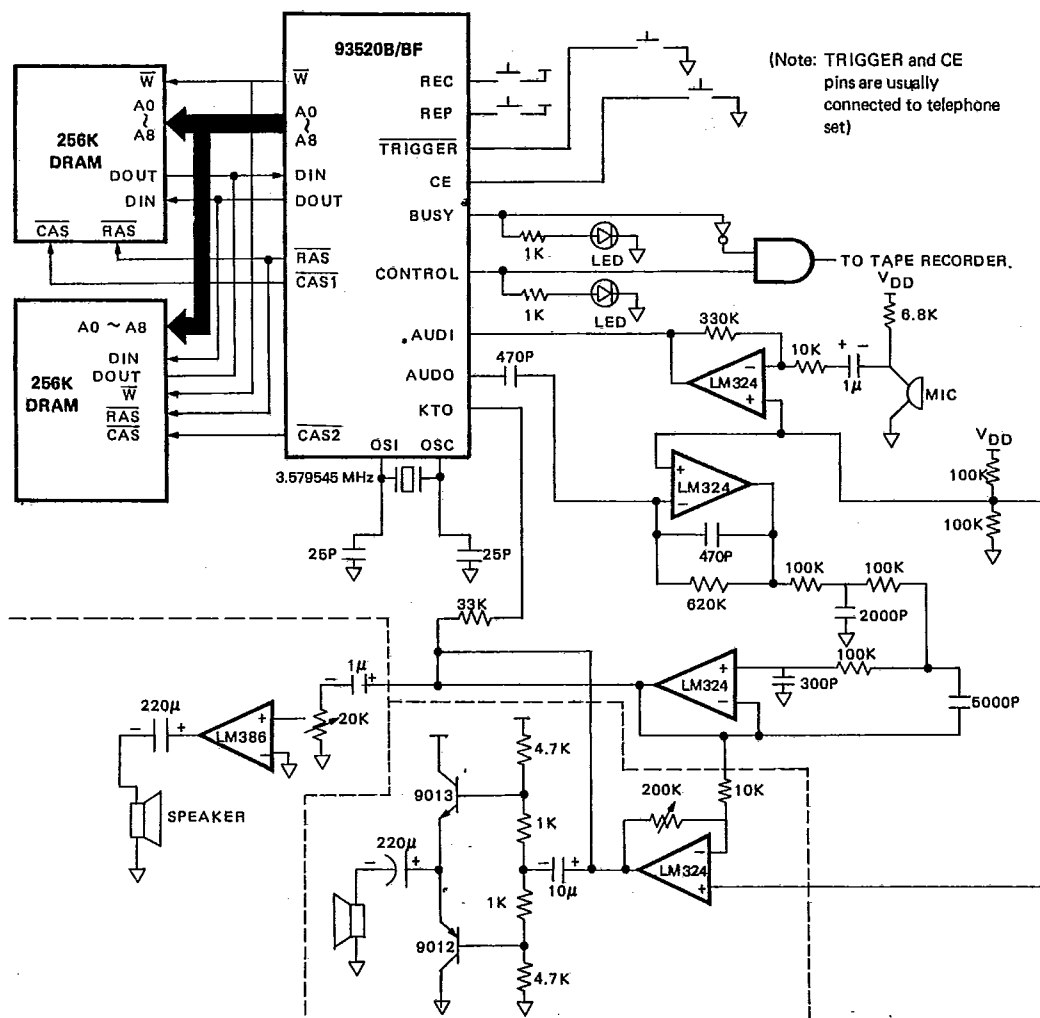 93520B/BF
(Note: TRIGGER and CE
pins are usually
connected to telephone
set)
W
A0
~
A8
256K
DRAM
DOUT
DIN
CAS
RAS
W
A0
~
A8
DIN
DOUT
RAS
CAS1
CAS2
OSI
OSC
REC
REP
TRIGGER
CE
BUSY
CONTROL
AUDI
AUDO
KTO
1K
LED
1K
LED
TO TAPE RECORDER.
VDD
6.8K
330K
10K
- +
LM324
+ -
1μ
MIC
470P
A0 ~ A8
DIN
DOUT
W
RAS
CAS
256K
DRAM
3.579545 MHz
25P
25P
+
-
LM324
VDD
100K
100K
470P
620K
100K
100K
2000P
33K
100K
+
-
LM324
300P
5000P
- 1μ +
20K
220μ
- +
+
-
LM386
SPEAKER
4.7K
9013
1K
220μ
- +
- +
10μ
1K
9012
4.7K
200K
10K
-
+
LM324